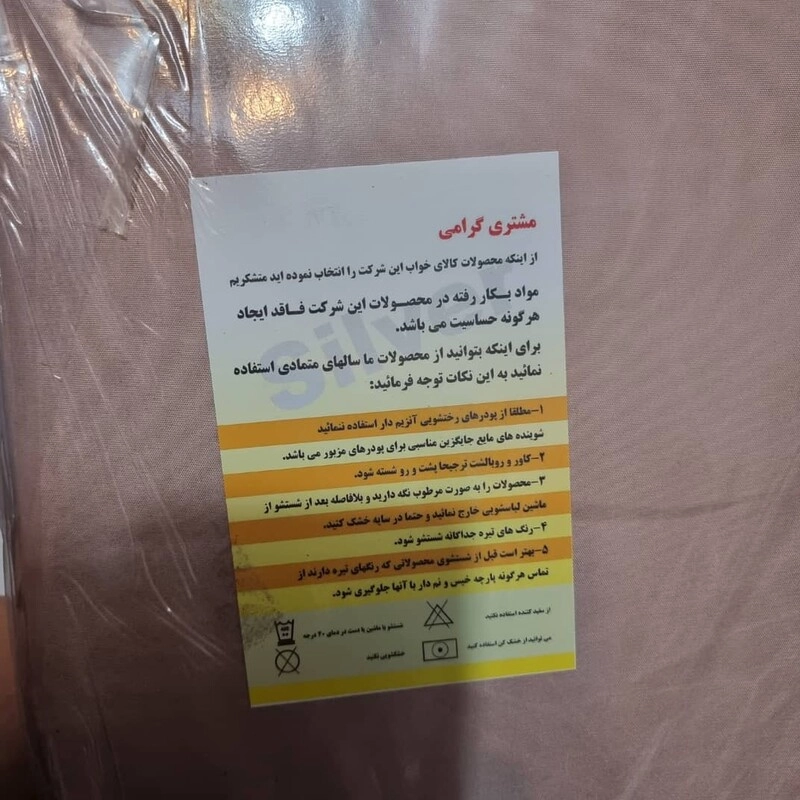 مشتری گرامی
از اینکه محصولات کالای خواب این شرکت را انتخاب نموده اید متشکریم
مواد بکار رفته در محصولات این شرکت فاقد ایجاد
هرگونه حساسیت می باشد.
برای اینکه بتوانید از محصولات ما سالهای متمادی استفاده
نمائید به این نکات توجه فرمائید:
Silver
۱-مطلقا از پودرهای رختشویی آنزیم دار استفاده ننمائید
شوینده های مایع جایگزین مناسبی برای پودرهای مزبور می باشد.
۲-کاور و روبالشت ترجیحا پشت و رو شسته شود.
۳-محصولات را به صورت مرطوب نگه دارید و بلافاصله بعد از شستشو از
ماشین لباسشویی خارج نمائید و حتما در سایه خشک کنید.
۴-رنگ های تیره جداگانه شستشو شود.
۵-بهتر است قبل از شستشوی محصولاتی که رنگهای تیره دارند از
تماس هرگونه پارچه خیس و نم دار با آنها جلوگیری شود.
از سفید کننده استفاده نکنید
شستشو با ماشین یا دست در دمای ۴۰ درجه
می توانید از خشک کن استفاده کنید
خشکشویی نکنید